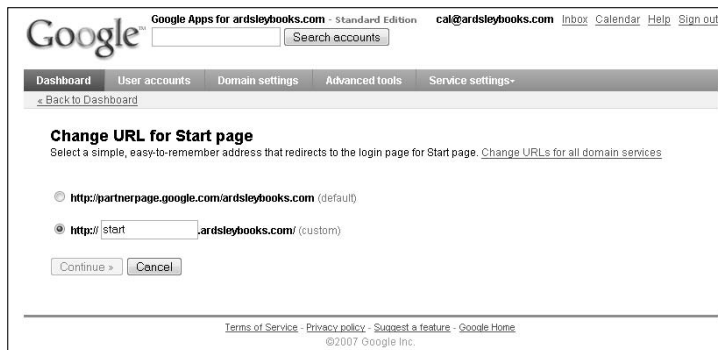 Google Apps for ardsleybooks.com - Standard Edition cal@ardsleybooks.com Inbox Calendar Help Sign out
Google™ Search accounts
Dashboard User accounts Domain settings Advanced tools Service settings
« Back to Dashboard
Change URL for Start page
Select a simple, easy-to-remember address that redirects to the login page for Start page. Change URLs for all domain services
http://partnerpage.google.com/ardsleybooks.com (default)
http:// start .ardsleybooks.com/ (custom)
Continue » Cancel
Terms of Service - Privacy policy - Suggest a feature - Google Home
©2007 Google Inc.